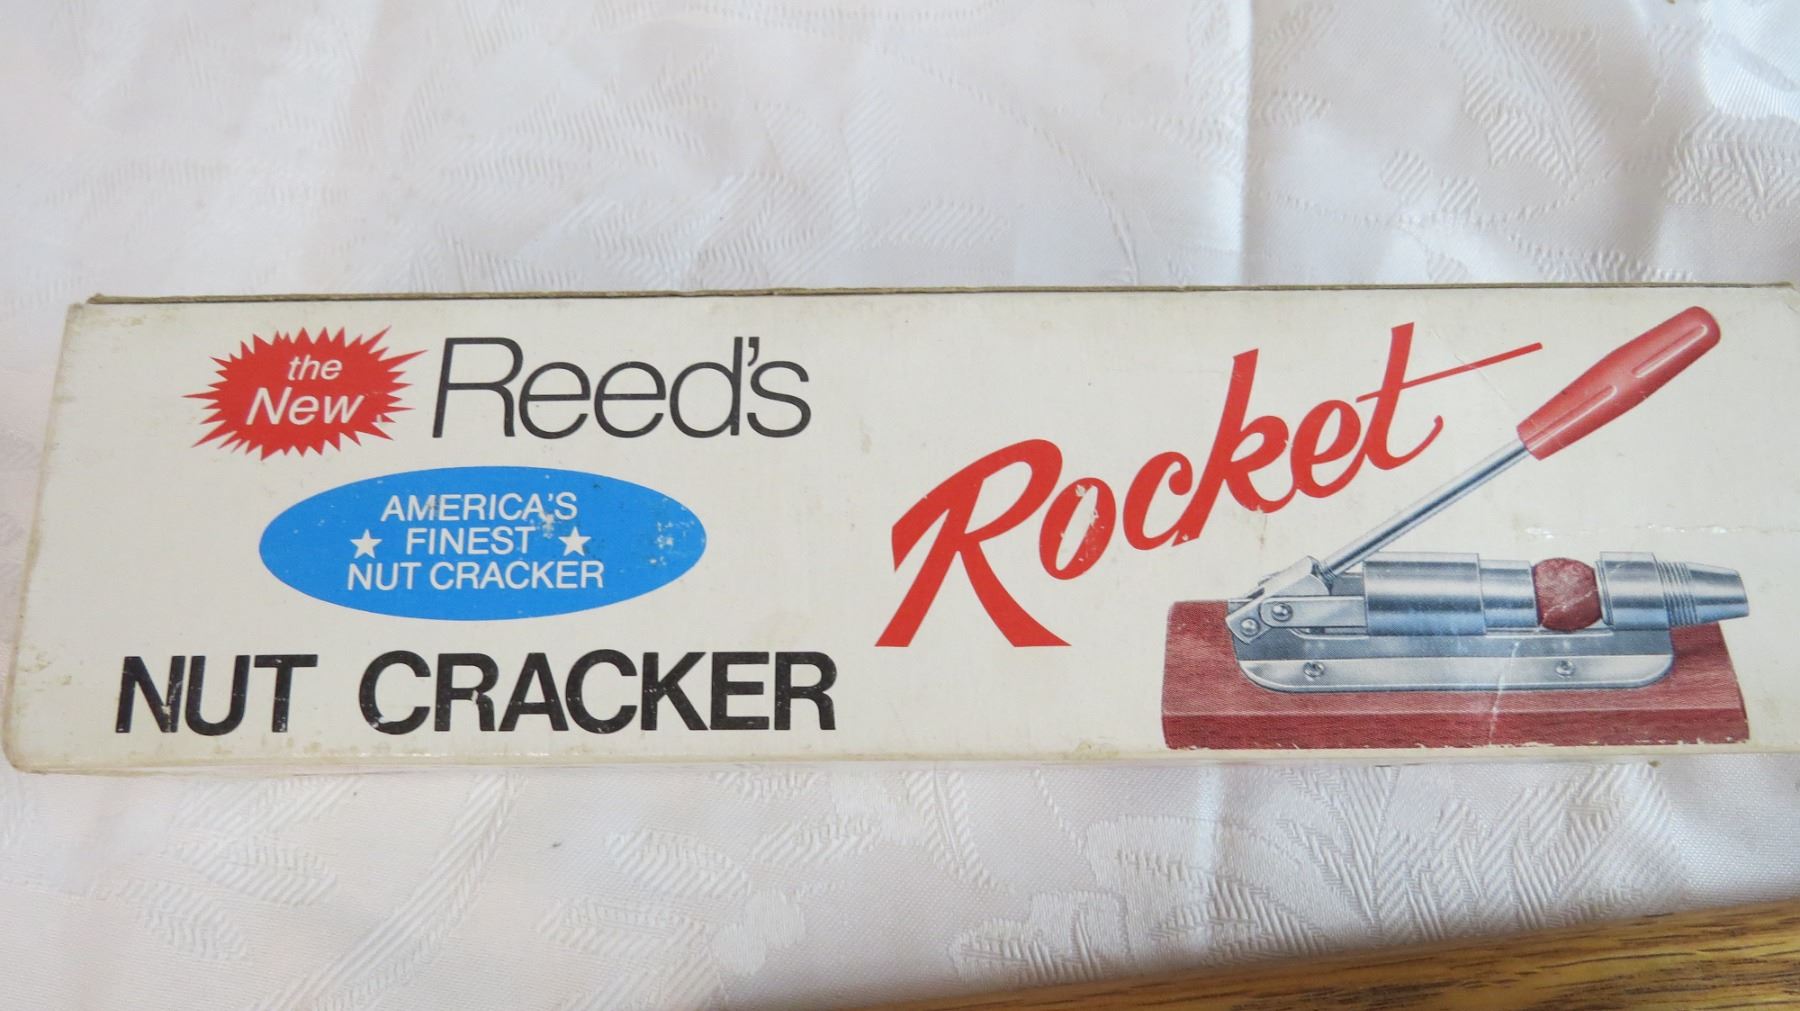 the
New
Reed's
AMERICA'S
FINEST
NUT CRACKER
NUT CRACKER
Rocket